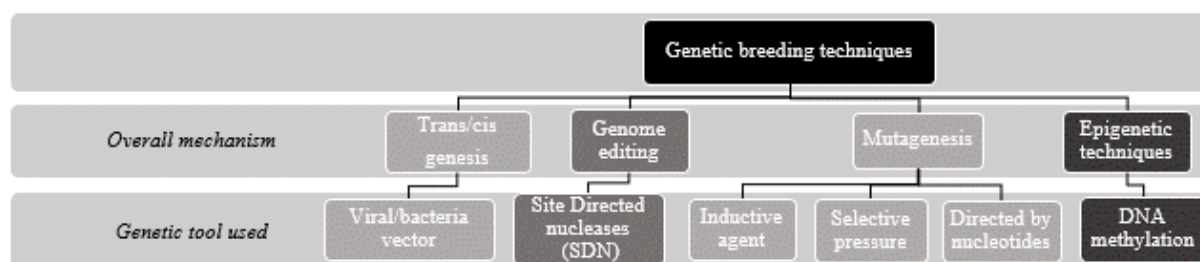 Genetic breeding techniques
Overall mechanism
Trans/cis
genesis
Genome
editing
Mutagenesis
Epigenetic
techniques
Genetic tool used
Viral/bacteria
vector
Site Directed
nucleases
(SDN)
Inductive
agent
Selective
pressure
Directed by
nucleotides
DNA
methylation